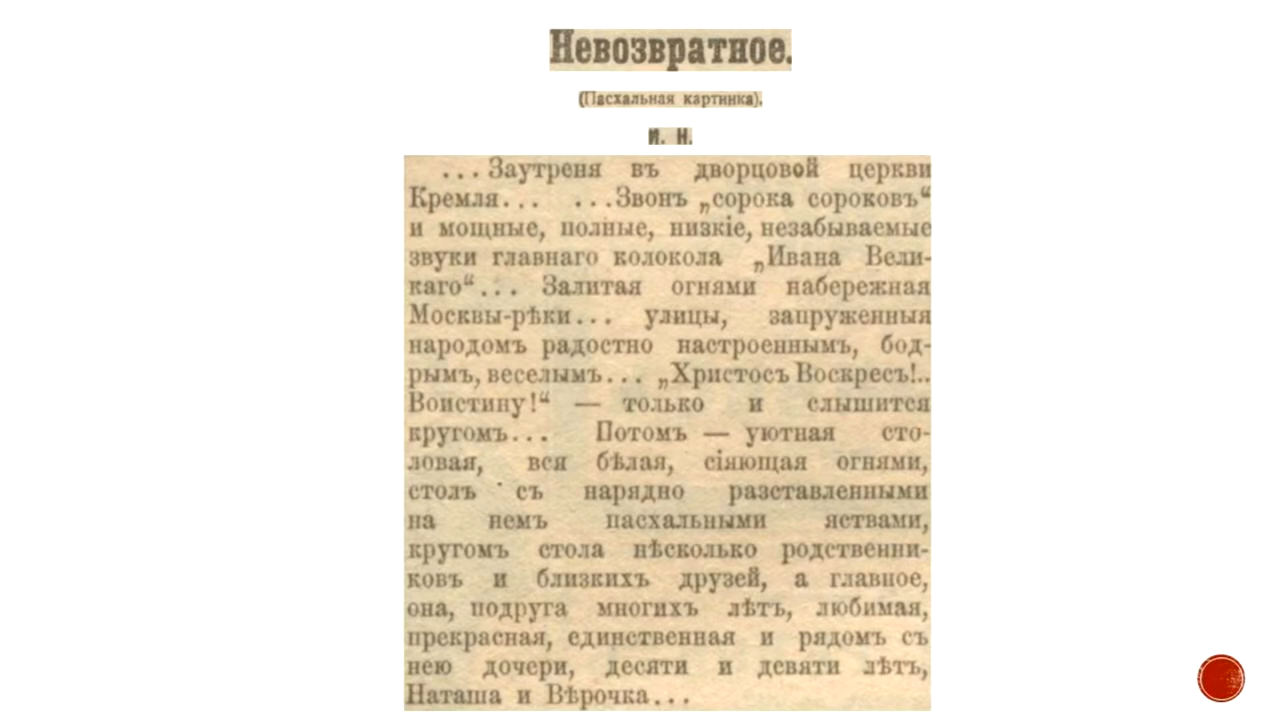 Невозвратное.
(Пасхальная картинка).
И. Н.
...Заутреня въ дворцовой церкви
Кремля... ...Звонъ „сорока сороковъ“
и мощные, полные, низкіе, незабываемые
звуки главнаго колокола „Ивана Вели-
каго“... Залитая огнями набережная
Москвы-рѣки... улицы, запруженныя
народомъ радостно настроеннымъ, бод-
рымъ, веселымъ... „Христосъ Воскресъ!..
Воистину!“ — только и слышится
кругомъ... Потомъ — уютная сто-
ловая, вся бѣлая, сіяющая огнями,
столъ съ нарядно разставленными
на немъ пасхальными яствами,
кругомъ стола нѣсколько родственни-
ковъ и близкихъ друзей, а главное,
она, подруга многихъ лѣтъ, любимая,
прекрасная, единственная и рядомъ съ
нею дочери, десяти и девяти лѣтъ,
Наташа и Вѣрочка...